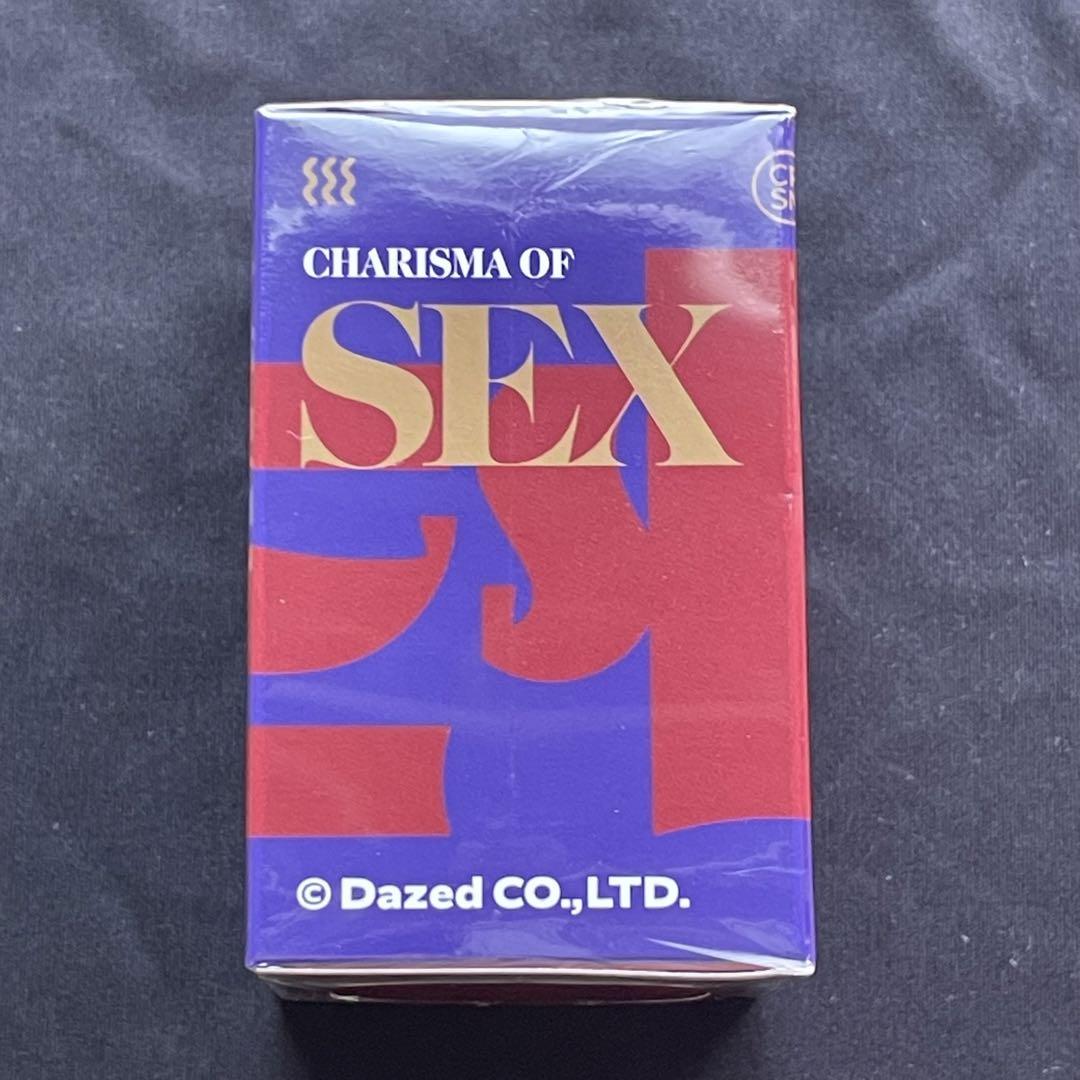 CHARISMA OF
SEX
© Dazed CO.,LTD.